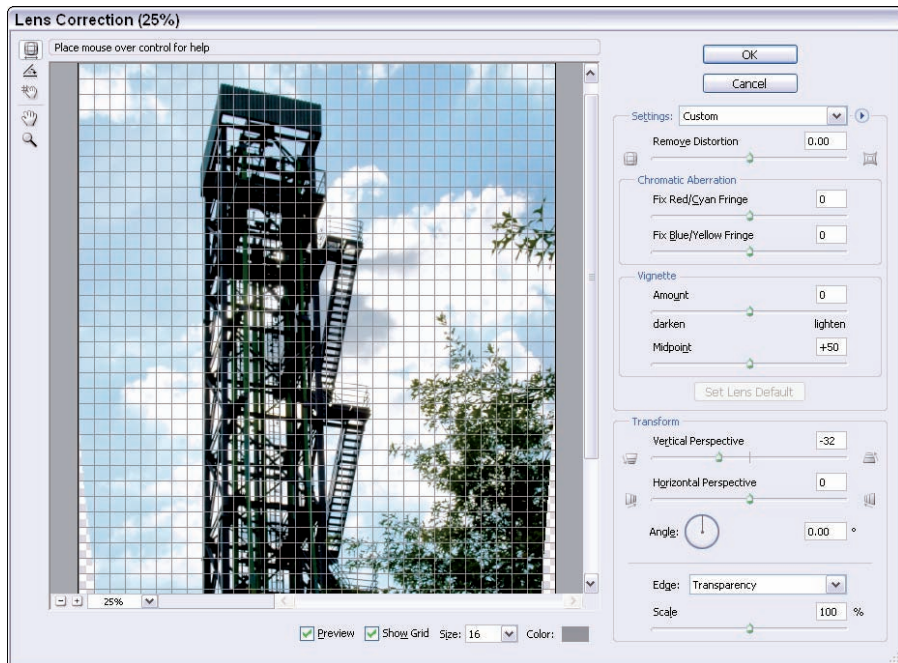 Lens Correction (25%)
Place mouse over control for help
OK
Cancel
Settings: Custom
Remove Distortion 0.00
Chromatic Aberration
Fix Red/Cyan Fringe 0
Fix Blue/Yellow Fringe 0
Vignette
Amount 0
darken lighten
Midpoint +50
Set Lens Default
Transform
Vertical Perspective -32
Horizontal Perspective 0
Angle: 0.00 °
Edge: Transparency
Scale 100 %
25%
Preview Show Grid Size: 16 Color: